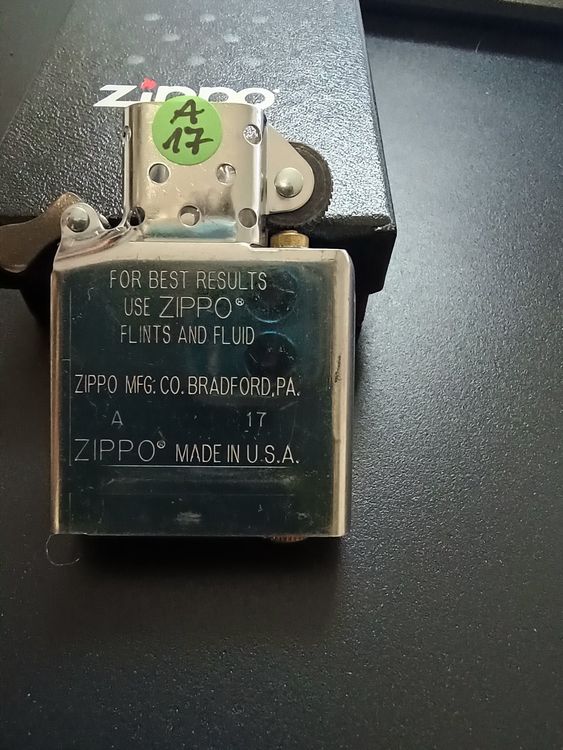 Zippo
A
17
FOR BEST RESULTS
USE ZIPPO®
FLINTS AND FLUID
ZIPPO MFG. CO. BRADFORD, PA.
A 17
ZIPPO® MADE IN U.S.A.